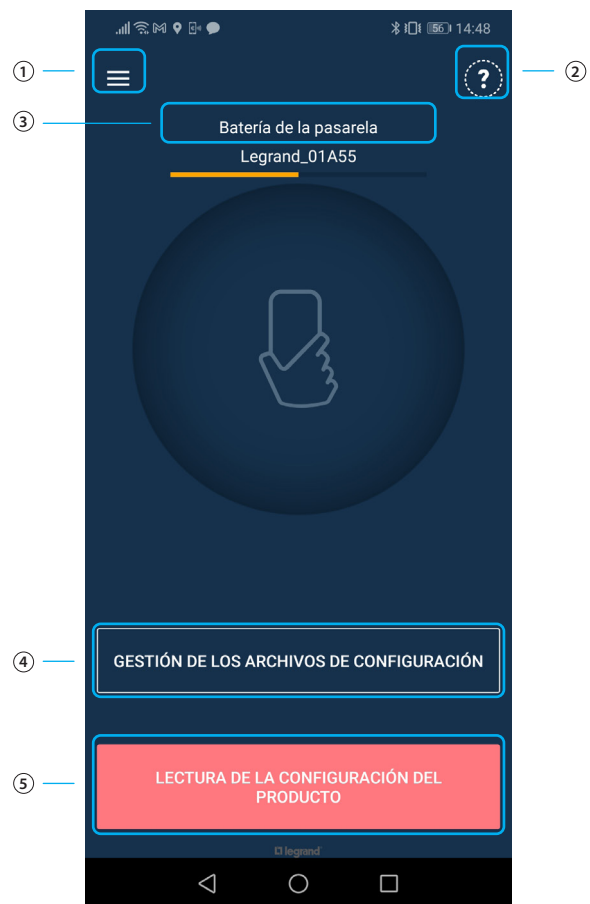 56 14:48
1
?
2
3
Batería de la pasarela
Legrand_01A55
4
GESTIÓN DE LOS ARCHIVOS DE CONFIGURACIÓN
5
LECTURA DE LA CONFIGURACIÓN DEL
PRODUCTO
legrand